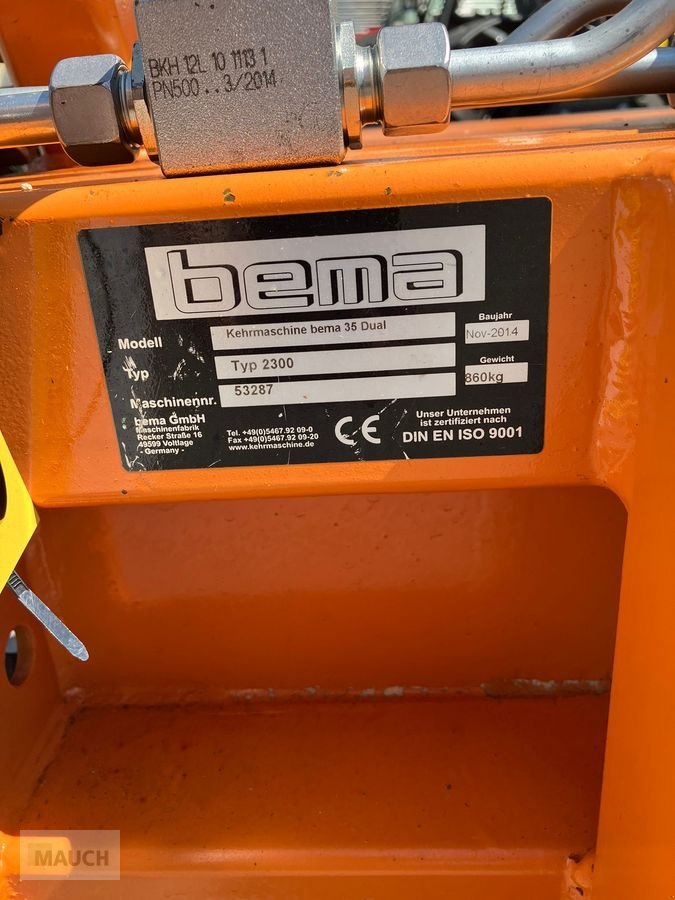 BKH 12L 10 1113 1
PN500 . . 3/2014
bema
Modell Kehrmaschine bema 35 Dual
Baujahr
Nov-2014
Typ Typ 2300
Gewicht
860kg
Maschinennr. 53287
bema GmbH
Maschinenfabrik
Recker Straße 16
49599 Voltlage
- Germany -
Tel. +49(0)5467.92 09-0
Fax +49(0)5467.92 09-20
www.kehrmaschine.de
CE
Unser Unternehmen
ist zertifiziert nach
DIN EN ISO 9001
MAUCH